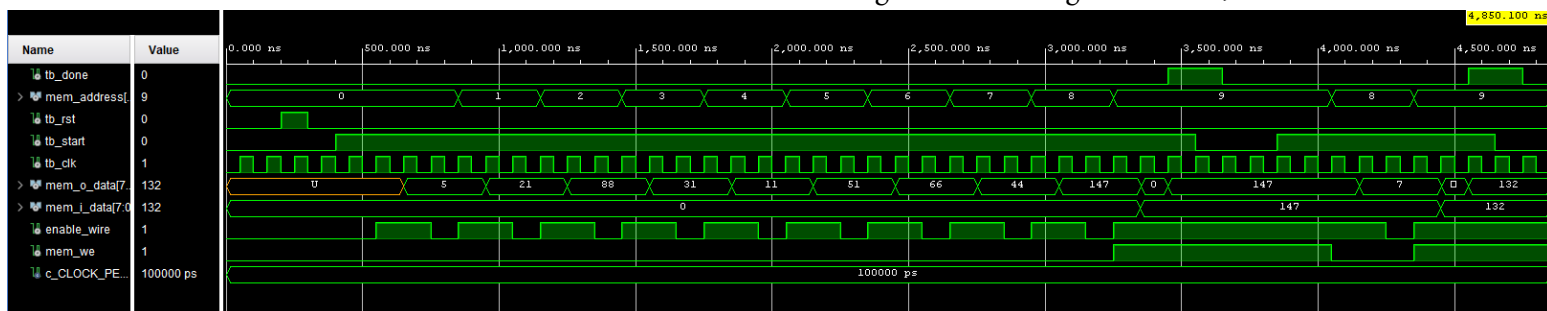 4,850.100 ns
Name Value 0.000 ns 500.000 ns 1,000.000 ns 1,500.000 ns 2,000.000 ns 2,500.000 ns 3,000.000 ns 3,500.000 ns 4,000.000 ns 4,500.000 ns
tb_done 0
mem_address[. 9 0 1 2 3 4 5 6 7 8 9 8 9
tb_rst 0
tb_start 0
tb_clk 1
mem_o_data[7. 132 U 5 21 88 31 11 51 66 44 147 0 147 7 132
mem_i_data[7:0 132 0 147 132
enable_wire 1
mem_we 1
c_CLOCK_PE... 100000 ps 100000 ps